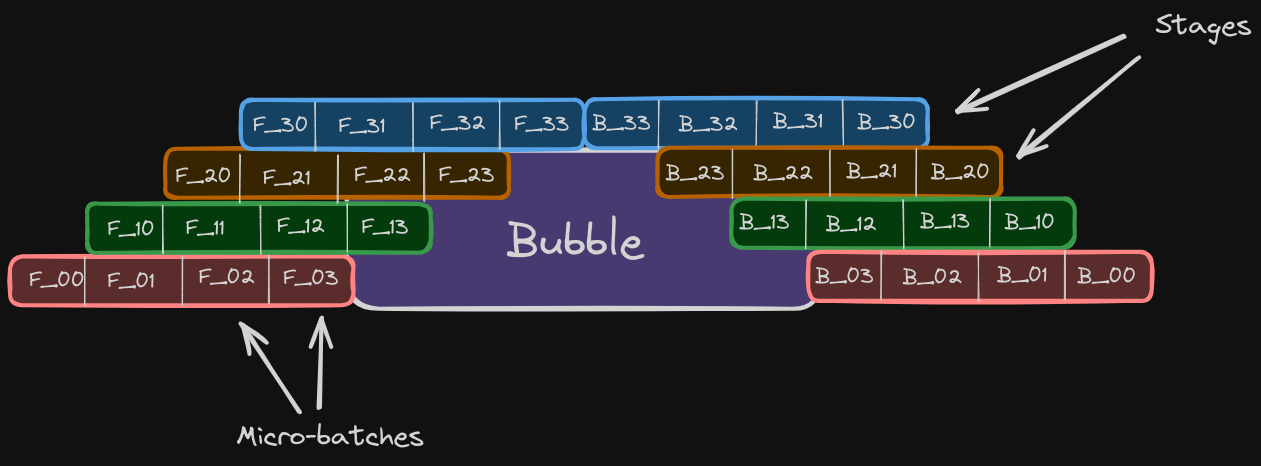 Stages
F_30 F_31 F_32 F_33 B_33 B_32 B_31 B_30
F_20 F_21 F_22 F_23 B_23 B_22 B_21 B_20
F_10 F_11 F_12 F_13 B_13 B_12 B_13 B_10
Bubble
F_00 F_01 F_02 F_03 B_03 B_02 B_01 B_00
Micro-batches